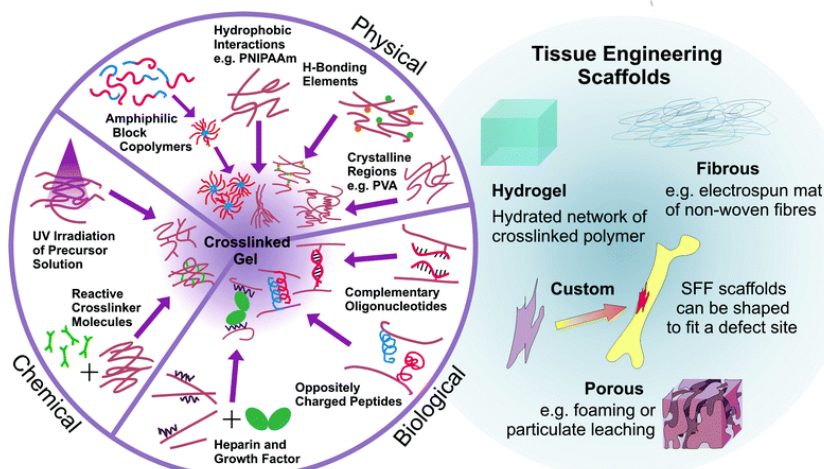 Physical
Hydrophobic
Interactions
e.g. PNIPAAm
H-Bonding
Elements
Amphiphilic
Block
Copolymers
Crystalline
Regions
e.g. PVA
UV Irradiation
of Precursor
Solution
Crosslinked
Gel
Reactive
Crosslinker
Molecules
+
Chemical
Complementary
Oligonucleotides
Oppositely
Charged Peptides
+
Heparin and
Growth Factor
Biological
Tissue Engineering
Scaffolds
Hydrogel
Hydrated network of
crosslinked polymer
Fibrous
e.g. electrospun mat
of non-woven fibres
Custom
SFF scaffolds
can be shaped
to fit a defect site
Porous
e.g. foaming or
particulate leaching